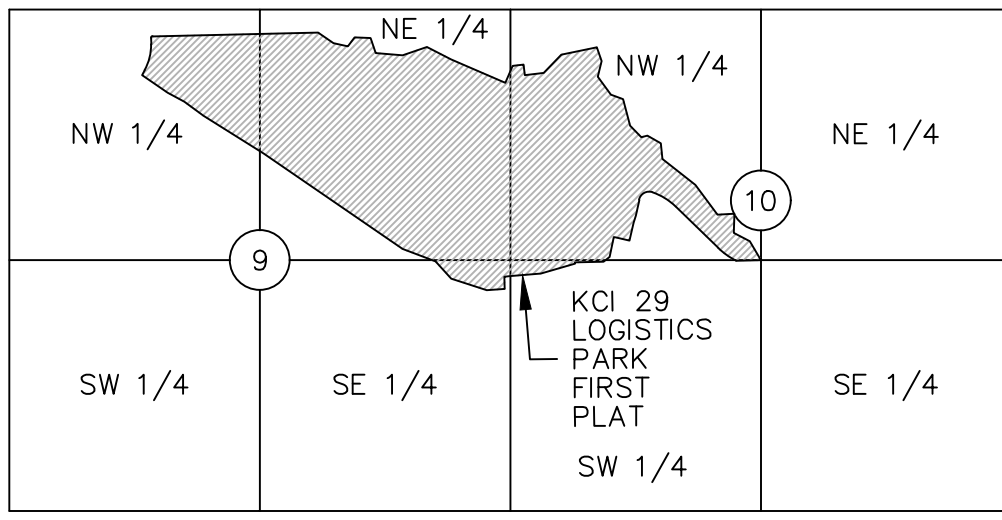 NE 1/4
NW 1/4
NW 1/4
NE 1/4
10
9
KCI 29
LOGISTICS
PARK
FIRST
PLAT
SW 1/4
SE 1/4
SE 1/4
SW 1/4